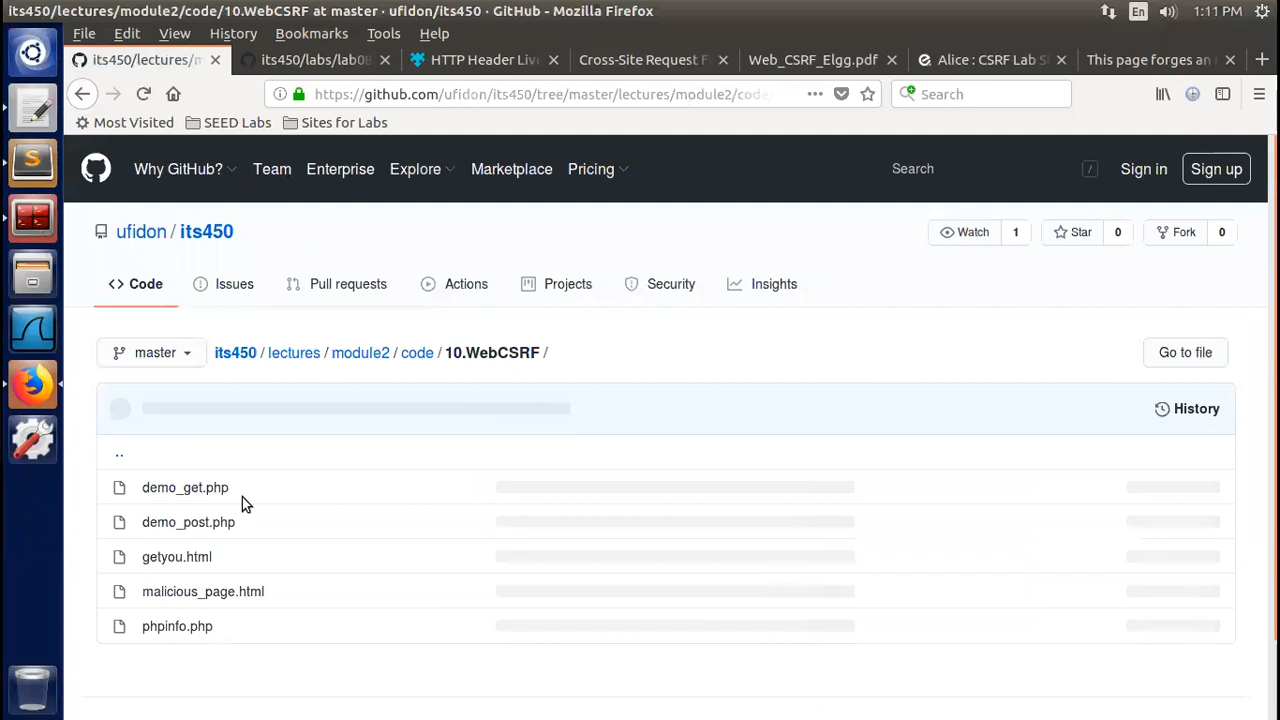 its450/lectures/module2/code/10.WebCSRF at master · ufidon/its450 · GitHub - Mozilla Firefox
En 1:11 PM
File Edit View History Bookmarks Tools Help
its450/lectures/m
its450/labs/lab08
HTTP Header Live
Cross-Site Request F
Web_CSRF_Elgg.pdf
Alice : CSRF Lab S
This page forges an
https://github.com/ufidon/its450/tree/master/lectures/module2/code/
Search
Most Visited SEED Labs Sites for Labs
Why GitHub? Team Enterprise Explore Marketplace Pricing Search / Sign in Sign up
ufidon / its450 Watch 1 Star 0 Fork 0
Code Issues Pull requests Actions Projects Security Insights
master its450 / lectures / module2 / code / 10.WebCSRF / Go to file
History
..
demo_get.php
demo_post.php
getyou.html
malicious_page.html
phpinfo.php